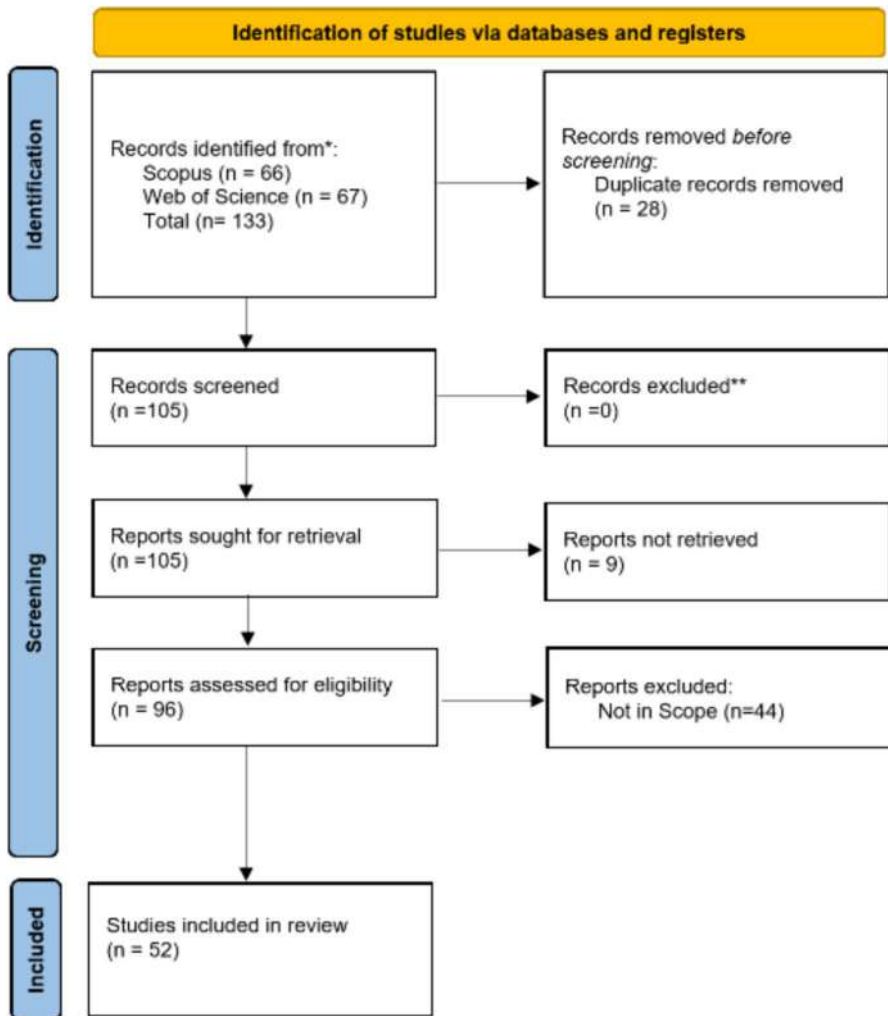 Identification of studies via databases and registers
Identification
Records identified from*:
Scopus (n = 66)
Web of Science (n = 67)
Total (n= 133)
Records removed before
screening:
Duplicate records removed
(n = 28)
Screening
Records screened
(n =105)
Records excluded**
(n =0)
Reports sought for retrieval
(n =105)
Reports not retrieved
(n = 9)
Reports assessed for eligibility
(n = 96)
Reports excluded:
Not in Scope (n=44)
Included
Studies included in review
(n = 52)